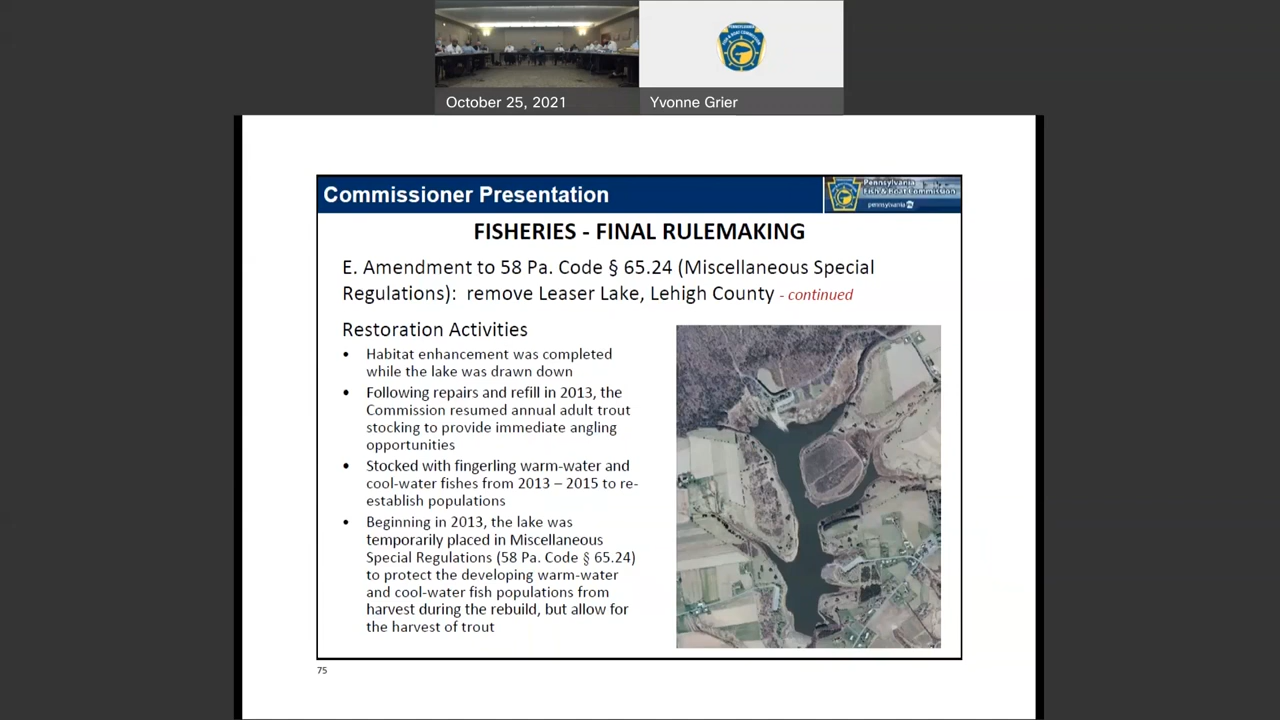 October 25, 2021
Yvonne Grier
Commissioner Presentation
Pennsylvania
Fish & Boat Commission
pennsylvania
FISHERIES - FINAL RULEMAKING
E. Amendment to 58 Pa. Code § 65.24 (Miscellaneous Special
Regulations): remove Leaser Lake, Lehigh County - continued
Restoration Activities
• Habitat enhancement was completed
while the lake was drawn down
• Following repairs and refill in 2013, the
Commission resumed annual adult trout
stocking to provide immediate angling
opportunities
• Stocked with fingerling warm-water and
cool-water fishes from 2013 – 2015 to re-
establish populations
• Beginning in 2013, the lake was
temporarily placed in Miscellaneous
Special Regulations (58 Pa. Code § 65.24)
to protect the developing warm-water
and cool-water fish populations from
harvest during the rebuild, but allow for
the harvest of trout
75